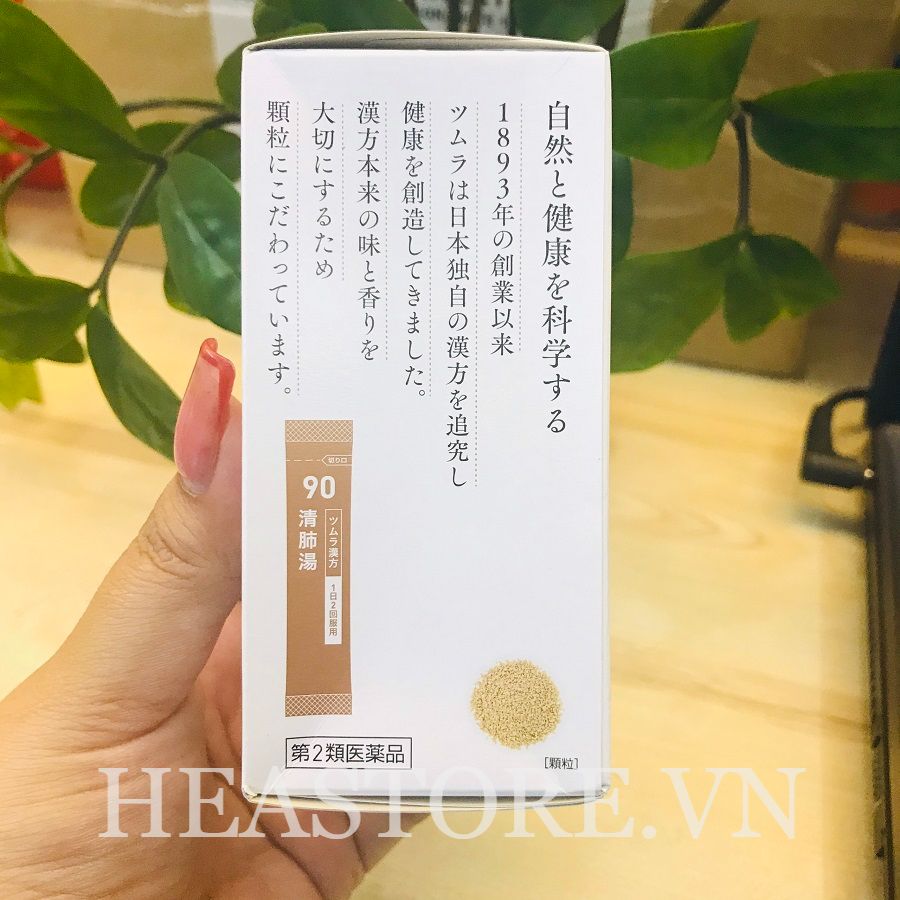 自然と健康を科学する
1893年の創業以来
ツムラは日本独自の漢方を追究し
健康を創造してきました。
漢方本来の味と香りを
大切にするため
顆粒にこだわっています。
切り口
90
ツムラ漢方
1日2回服用
清肺湯
第2類医薬品
[顆粒]
HEASTORE.VN